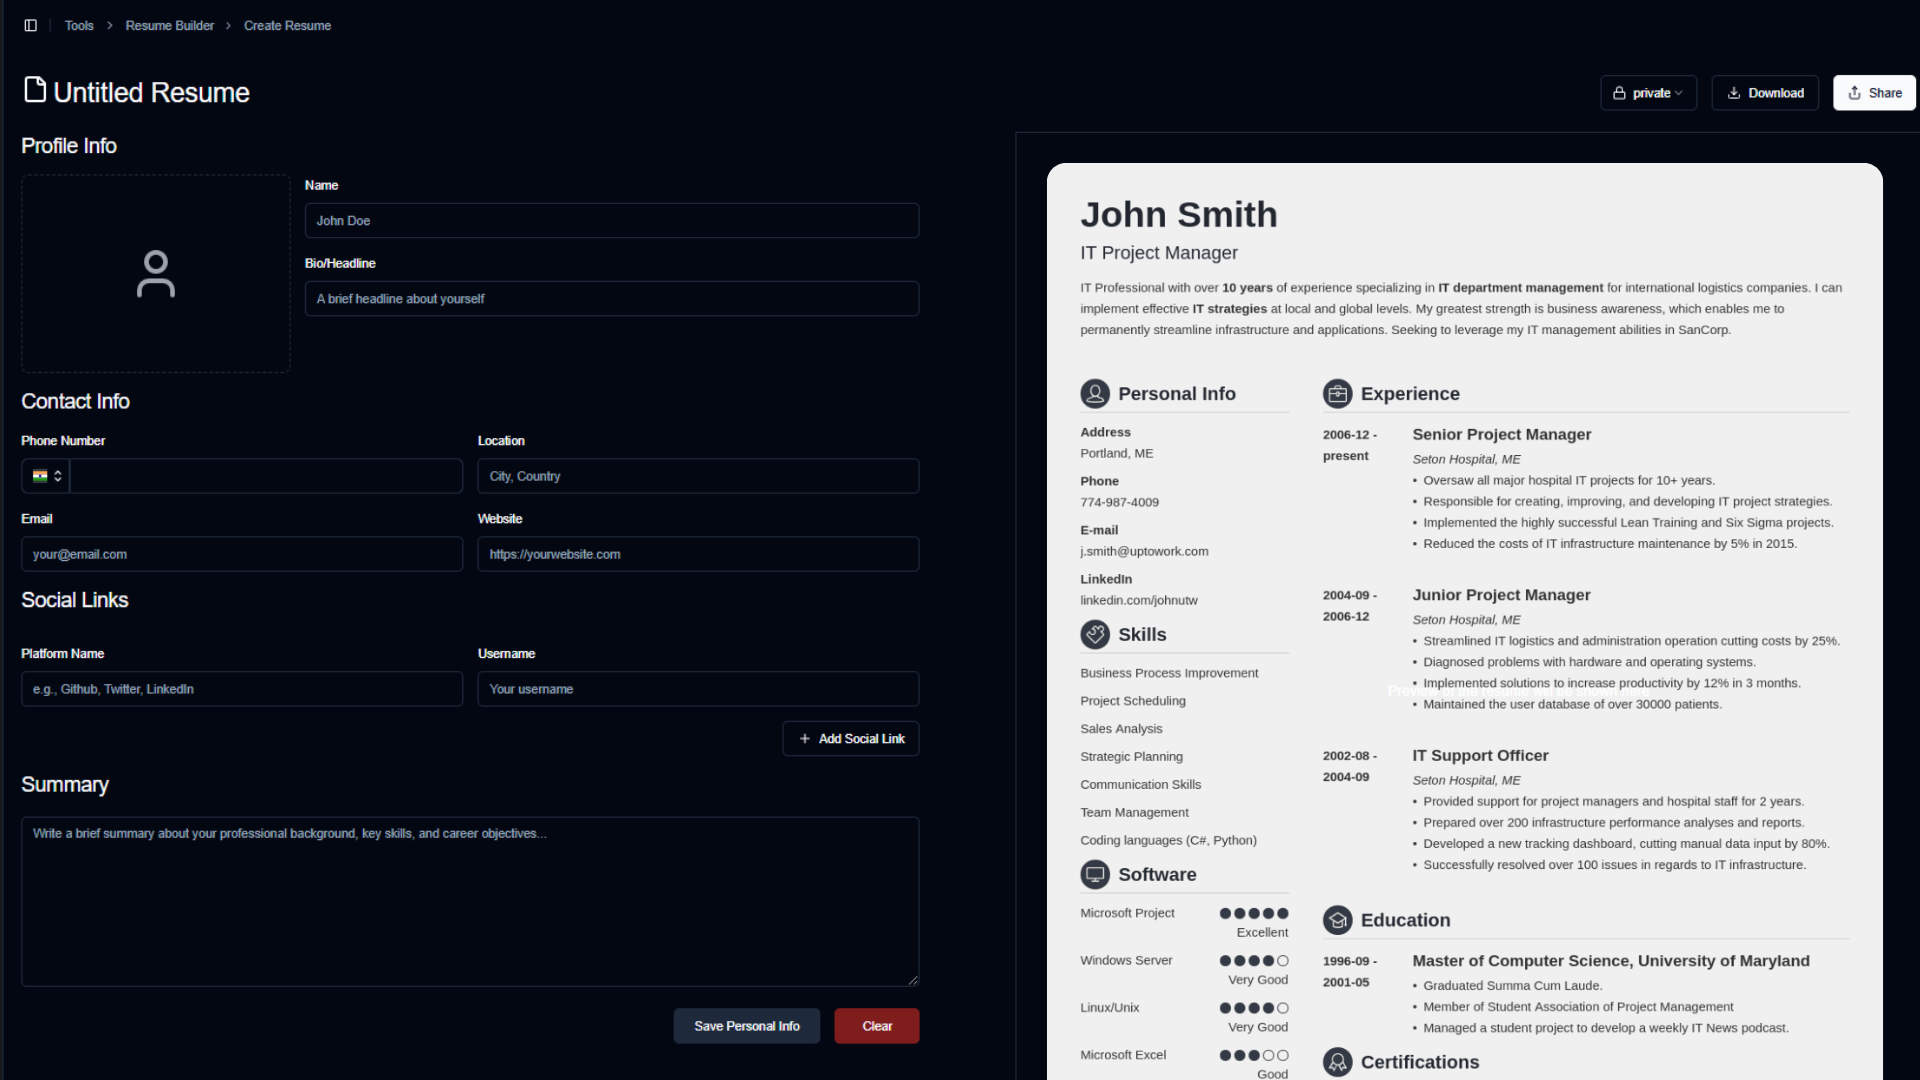 Tools > Resume Builder > Create Resume
Untitled Resume
private
Download
Share
Profile Info
Name
John Doe
Bio/Headline
A brief headline about yourself
Contact Info
Phone Number
Location
City, Country
Email
Website
your@email.com
https://yourwebsite.com
Social Links
Platform Name
Username
e.g., Github, Twitter, LinkedIn
Your username
+ Add Social Link
Summary
Write a brief summary about your professional background, key skills, and career objectives...
Save Personal Info
Clear
John Smith
IT Project Manager
IT Professional with over 10 years of experience specializing in IT department management for international logistics companies. I can
implement effective IT strategies at local and global levels. My greatest strength is business awareness, which enables me to
permanently streamline infrastructure and applications. Seeking to leverage my IT management abilities in SanCorp.
Personal Info
Address
Portland, ME
Phone
774-987-4009
E-mail
j.smith@uptowork.com
LinkedIn
linkedin.com/johnutw
Skills
Business Process Improvement
Project Scheduling
Sales Analysis
Strategic Planning
Communication Skills
Team Management
Coding languages (C#, Python)
Software
Microsoft Project
Excellent
Windows Server
Very Good
Linux/Unix
Very Good
Microsoft Excel
Good
Experience
2006-12 -
present
Senior Project Manager
Seton Hospital, ME
• Oversaw all major hospital IT projects for 10+ years.
• Responsible for creating, improving, and developing IT project strategies.
• Implemented the highly successful Lean Training and Six Sigma projects.
• Reduced the costs of IT infrastructure maintenance by 5% in 2015.
2004-09 -
2006-12
Junior Project Manager
Seton Hospital, ME
• Streamlined IT logistics and administration operation cutting costs by 25%.
• Diagnosed problems with hardware and operating systems.
• Implemented solutions to increase productivity by 12% in 3 months.
Preview of the resume will be shown here
• Maintained the user database of over 30000 patients.
2002-08 -
2004-09
IT Support Officer
Seton Hospital, ME
• Provided support for project managers and hospital staff for 2 years.
• Prepared over 200 infrastructure performance analyses and reports.
• Developed a new tracking dashboard, cutting manual data input by 80%.
• Successfully resolved over 100 issues in regards to IT infrastructure.
Education
1996-09 -
2001-05
Master of Computer Science, University of Maryland
• Graduated Summa Cum Laude.
• Member of Student Association of Project Management
• Managed a student project to develop a weekly IT News podcast.
Certifications